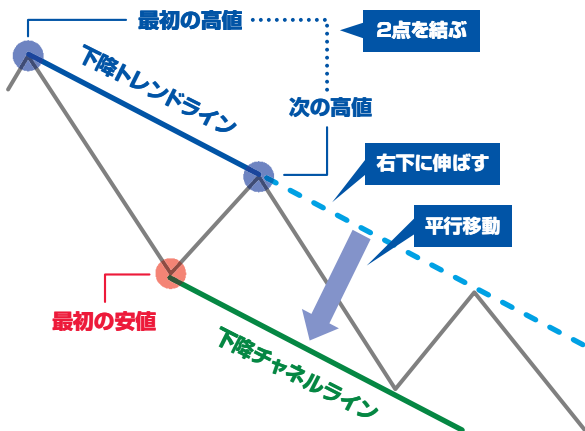 最初の高値
2点を結ぶ
下降トレンドライン
次の高値
右下に伸ばす
平行移動
最初の安値
下降チャネルライン